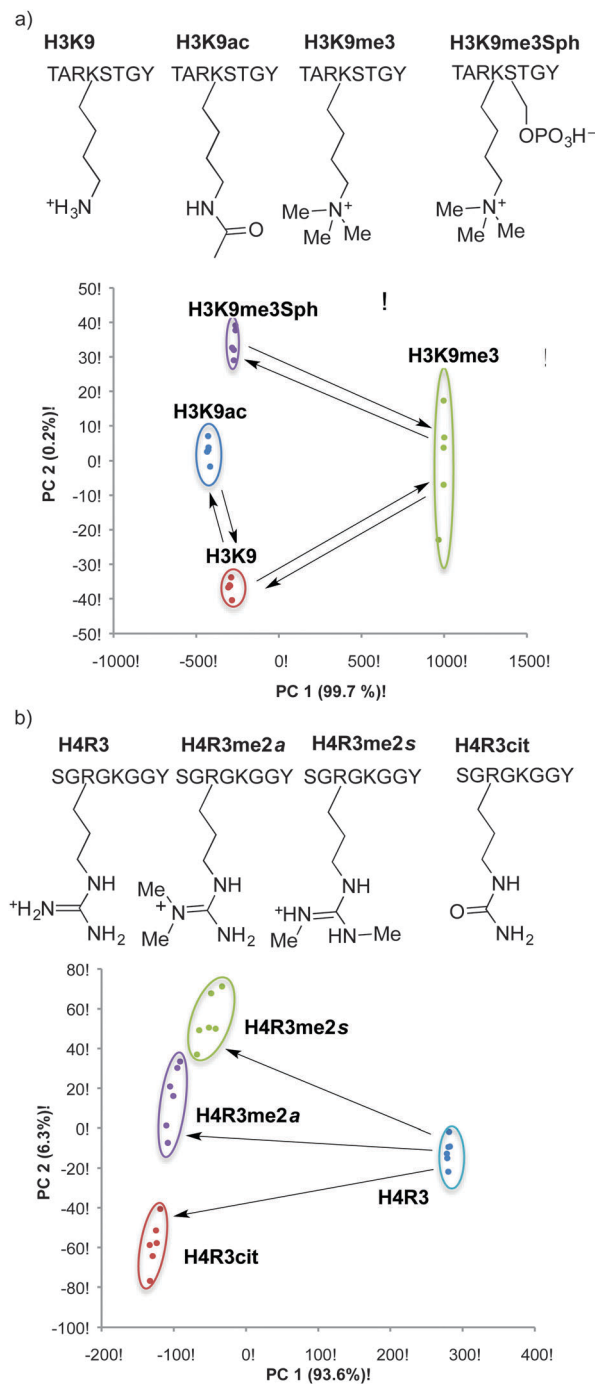 a)
H3K9 H3K9ac H3K9me3 H3K9me3Sph
TARKSTGY TARKSTGY TARKSTGY TARKSTGY
OPO₃H⁻
⁺H₃N HN O Me N⁺ Me Me Me N⁺ Me Me
!
H3K9me3Sph
H3K9me3
!
H3K9ac
H3K9
50!
40!
30!
20!
10!
0!
-10!
-20!
-30!
-40!
-50!
PC 2 (0.2%)!
-1000! -500! 0! 500! 1000! 1500!
PC 1 (99.7 %)!
b)
H4R3 H4R3me2a H4R3me2s H4R3cit
SGRGKGGY SGRGKGGY SGRGKGGY SGRGKGGY
NH Me NH NH NH
⁺H₂N NH₂ N⁺ Me NH₂ ⁺HN Me HN Me O NH₂
H4R3me2s
H4R3me2a
H4R3
H4R3cit
80!
60!
40!
20!
0!
-20!
-40!
-60!
-80!
-100!
PC 2 (6.3%)!
-200! -100! 0! 100! 200! 300! 400!
PC 1 (93.6%)!